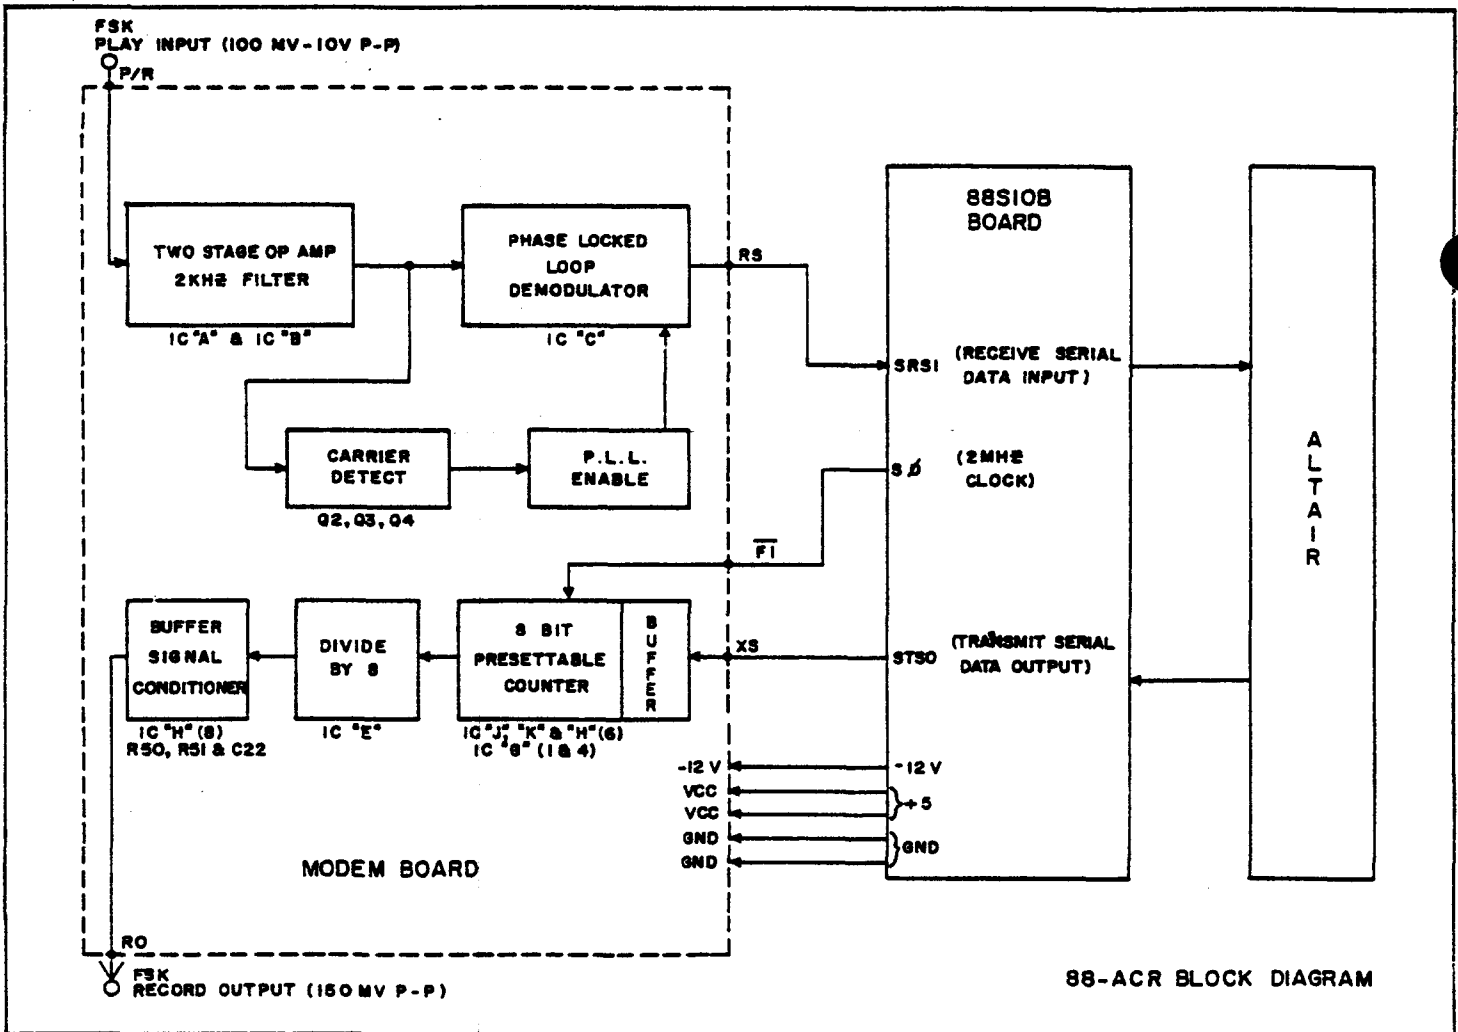 FSK
PLAY INPUT (100 MV-10V P-P)
P/R
TWO STAGE OP AMP
2KHZ FILTER
IC "A" & IC "B"
PHASE LOCKED
LOOP
DEMODULATOR
IC "C"
RS
88SIOB
BOARD
SRSI (RECEIVE SERIAL
DATA INPUT)
CARRIER
DETECT
Q2, Q3, Q4
P.L.L.
ENABLE
SØ (2MHZ
CLOCK)
ALTAIR
F1
BUFFER
SIGNAL
CONDITIONER
IC "H" (8)
R50, R51 & C22
DIVIDE
BY 8
IC "E"
8 BIT
PRESETTABLE
COUNTER
BUFFER
IC "J", "K" & "H" (6)
IC "G" (1 & 4)
XS
STSO (TRANSMIT SERIAL
DATA OUTPUT)
-12 V -12 V
VCC
VCC
+5
GND
GND
GND
MODEM BOARD
RO
FSK
RECORD OUTPUT (150 MV P-P)
88-ACR BLOCK DIAGRAM